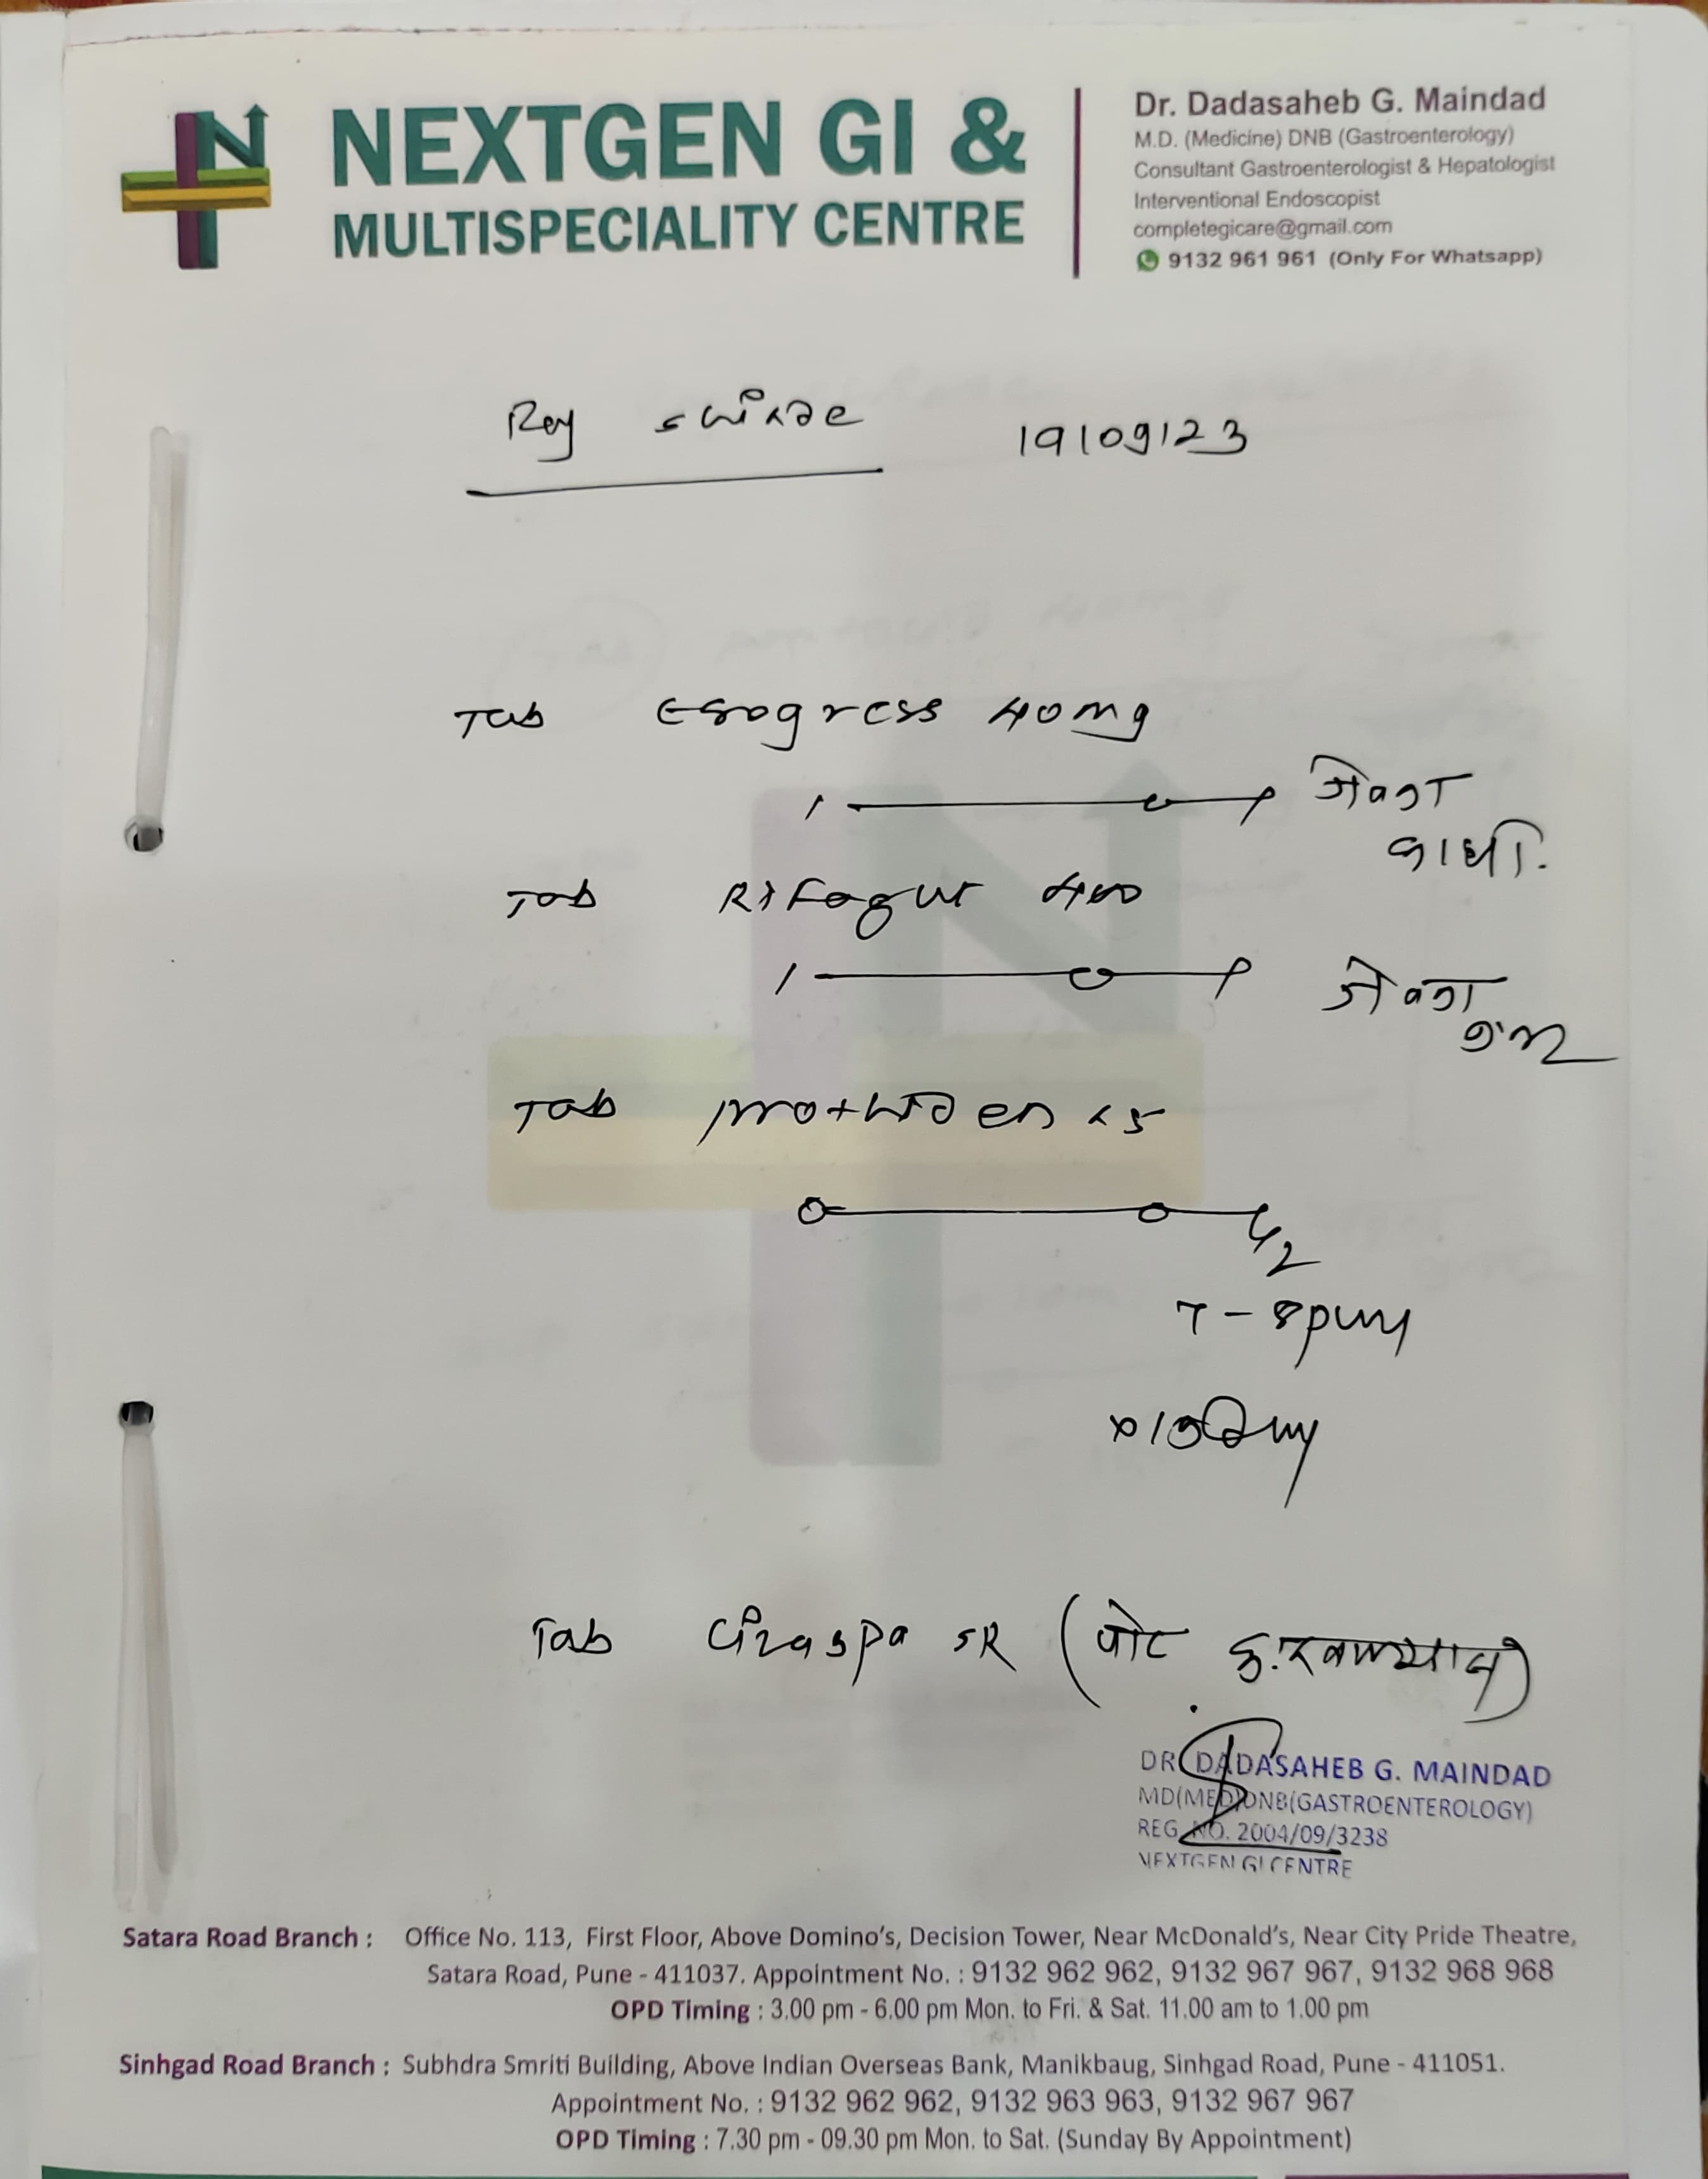 NEXTGEN GI &
MULTISPECIALITY CENTRE
Dr. Dadasaheb G. Maindad
M.D. (Medicine) DNB (Gastroenterology)
Consultant Gastroenterologist & Hepatologist
Interventional Endoscopist
completegicare@gmail.com
9132 961 961 (Only For Whatsapp)
Shinde 19/09/23
Tab Esogress 40mg
1 — 0 — 1 जेवणा
आधी.
Tab Rifagut 400
1 — 0 — 1 जेवणा
नंतर
Tab Prothiden 25
0 — 0 — 1/2
7 - 8pm
Tab SR (पोट दुखण्यास)
DR. DADASAHEB G. MAINDAD
MD(MED)DNB(GASTROENTEROLOGY)
REG. NO. 2004/09/3238
NEXTGEN GI CENTRE
Satara Road Branch : Office No. 113, First Floor, Above Domino's, Decision Tower, Near McDonald's, Near City Pride Theatre,
Satara Road, Pune - 411037. Appointment No. : 9132 962 962, 9132 967 967, 9132 968 968
OPD Timing : 3.00 pm - 6.00 pm Mon. to Fri. & Sat. 11.00 am to 1.00 pm
Sinhgad Road Branch : Subhdra Smriti Building, Above Indian Overseas Bank, Manikbaug, Sinhgad Road, Pune - 411051.
Appointment No. : 9132 962 962, 9132 963 963, 9132 967 967
OPD Timing : 7.30 pm - 09.30 pm Mon. to Sat. (Sunday By Appointment)